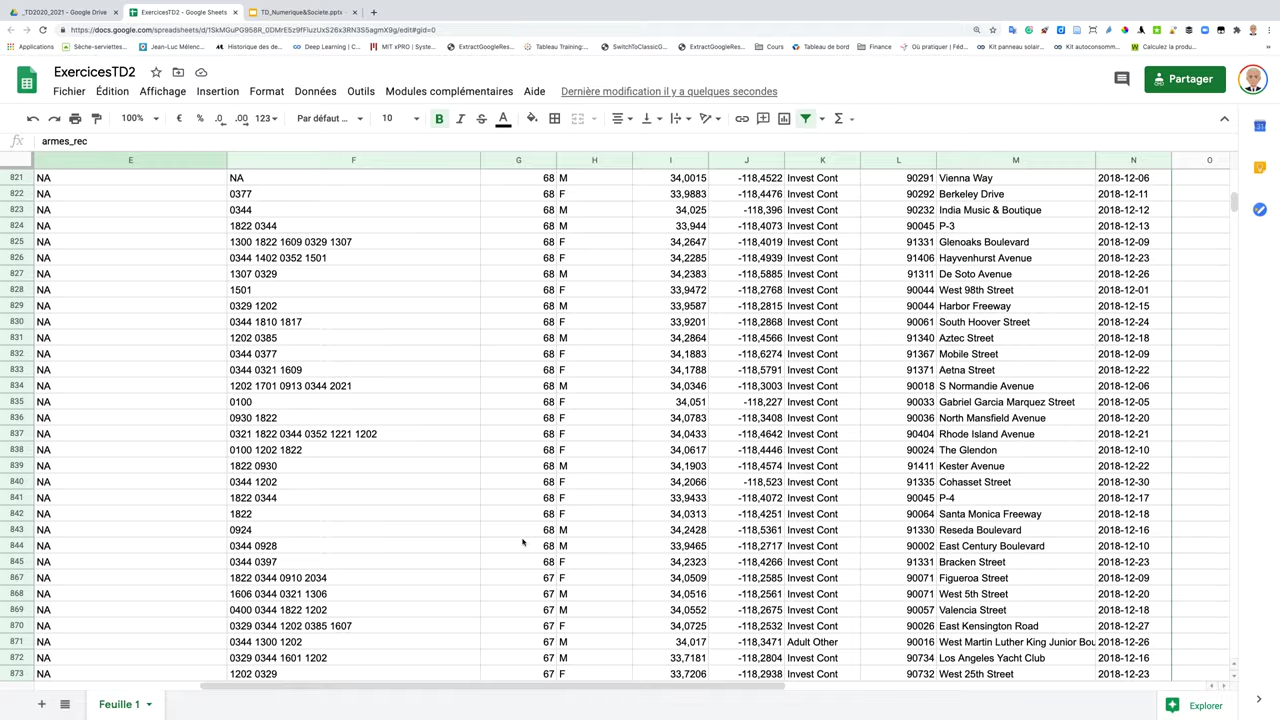 _TD2020_2021 - Google Drive
ExercicesTD2 - Google Sheets
TD_Numerique&Societe.pptx
Applications
Sèche-serviettes...
Jean-Luc Mélenc...
Historique des de...
Deep Learning | C...
MIT xPRO | Syste...
ExtractGoogleRes...
Tableau Training:...
SwitchToClassicG...
ExtractGoogleRes...
Cours
Tableau de bord
Finance
Où pratiquer | Féd...
Kit panneau solair...
Kit autoconsomm...
Calculez la produ...
ExercicesTD2
Partager
Fichier Édition Affichage Insertion Format Données Outils Modules complémentaires Aide Dernière modification il y a quelques secondes
100% € % .0 .00 123 Par défaut ... 10 B I S A Σ
fx armes_rec
E F G H I J K L M N O
821 NA NA 68 M 34,0015 -118,4522 Invest Cont 90291 Vienna Way 2018-12-06
822 NA 0377 68 F 33,9883 -118,4476 Invest Cont 90292 Berkeley Drive 2018-12-11
823 NA 0344 68 M 34,025 -118,396 Invest Cont 90232 India Music & Boutique 2018-12-12
824 NA 1822 0344 68 M 33,944 -118,4073 Invest Cont 90045 P-3 2018-12-13
825 NA 1300 1822 1609 0329 1307 68 F 34,2647 -118,4019 Invest Cont 91331 Glenoaks Boulevard 2018-12-09
826 NA 0344 1402 0352 1501 68 F 34,2285 -118,4939 Invest Cont 91406 Hayvenhurst Avenue 2018-12-23
827 NA 1307 0329 68 M 34,2383 -118,5885 Invest Cont 91311 De Soto Avenue 2018-12-26
828 NA 1501 68 F 33,9472 -118,2768 Invest Cont 90044 West 98th Street 2018-12-01
829 NA 0329 1202 68 M 33,9587 -118,2815 Invest Cont 90044 Harbor Freeway 2018-12-15
830 NA 0344 1810 1817 68 F 33,9201 -118,2868 Invest Cont 90061 South Hoover Street 2018-12-24
831 NA 1202 0385 68 M 34,2864 -118,4566 Invest Cont 91340 Aztec Street 2018-12-18
832 NA 0344 0377 68 F 34,1883 -118,6274 Invest Cont 91367 Mobile Street 2018-12-09
833 NA 0344 0321 1609 68 F 34,1788 -118,5791 Invest Cont 91371 Aetna Street 2018-12-22
834 NA 1202 1701 0913 0344 2021 68 M 34,0346 -118,3003 Invest Cont 90018 S Normandie Avenue 2018-12-06
835 NA 0100 68 F 34,051 -118,227 Invest Cont 90033 Gabriel Garcia Marquez Street 2018-12-05
836 NA 0930 1822 68 F 34,0783 -118,3408 Invest Cont 90036 North Mansfield Avenue 2018-12-20
837 NA 0321 1822 0344 0352 1221 1202 68 F 34,0433 -118,4642 Invest Cont 90404 Rhode Island Avenue 2018-12-21
838 NA 0100 1202 1822 68 F 34,0617 -118,4446 Invest Cont 90024 The Glendon 2018-12-10
839 NA 1822 0930 68 M 34,1903 -118,4574 Invest Cont 91411 Kester Avenue 2018-12-22
840 NA 0344 1202 68 M 34,2066 -118,523 Invest Cont 91335 Cohasset Street 2018-12-30
841 NA 1822 0344 68 F 33,9433 -118,4072 Invest Cont 90045 P-4 2018-12-17
842 NA 1822 68 M 34,0313 -118,4251 Invest Cont 90064 Santa Monica Freeway 2018-12-18
843 NA 0924 68 M 34,2428 -118,5361 Invest Cont 91330 Reseda Boulevard 2018-12-16
844 NA 0344 0928 68 M 33,9465 -118,2717 Invest Cont 90002 East Century Boulevard 2018-12-10
845 NA 0344 0397 68 F 34,2323 -118,4266 Invest Cont 91331 Bracken Street 2018-12-23
867 NA 1822 0344 0910 2034 67 F 34,0509 -118,2585 Invest Cont 90071 Figueroa Street 2018-12-09
868 NA 1606 0344 0321 1306 67 M 34,0516 -118,2561 Invest Cont 90071 West 5th Street 2018-12-20
869 NA 0400 0344 1822 1202 67 M 34,0552 -118,2675 Invest Cont 90057 Valencia Street 2018-12-18
870 NA 0329 0344 1202 0385 1607 67 F 34,0725 -118,2532 Invest Cont 90026 East Kensington Road 2018-12-27
871 NA 0344 1300 1202 67 M 34,017 -118,3471 Adult Other 90016 West Martin Luther King Junior Bou 2018-12-26
872 NA 0329 0344 1601 1202 67 M 33,7181 -118,2804 Invest Cont 90734 Los Angeles Yacht Club 2018-12-16
873 NA 1202 0329 67 F 33,7206 -118,2938 Invest Cont 90732 West 25th Street 2018-12-23
Feuille 1
Explorer